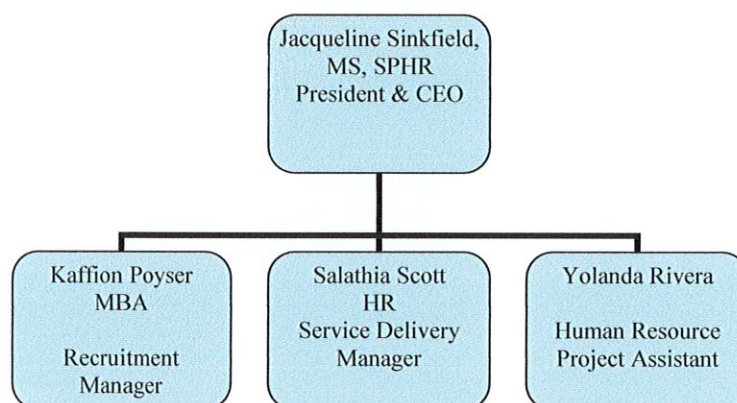 Jacqueline Sinkfield,
MS, SPHR
President & CEO
Kaffion Poyser
MBA
Recruitment
Manager
Salathia Scott
HR
Service Delivery
Manager
Yolanda Rivera
Human Resource
Project Assistant